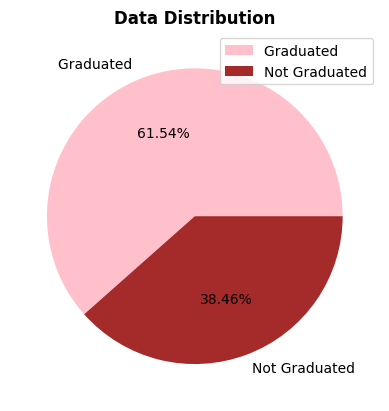 Data Distribution
Graduated
Not Graduated
Graduated
61.54%
38.46%
Not Graduated